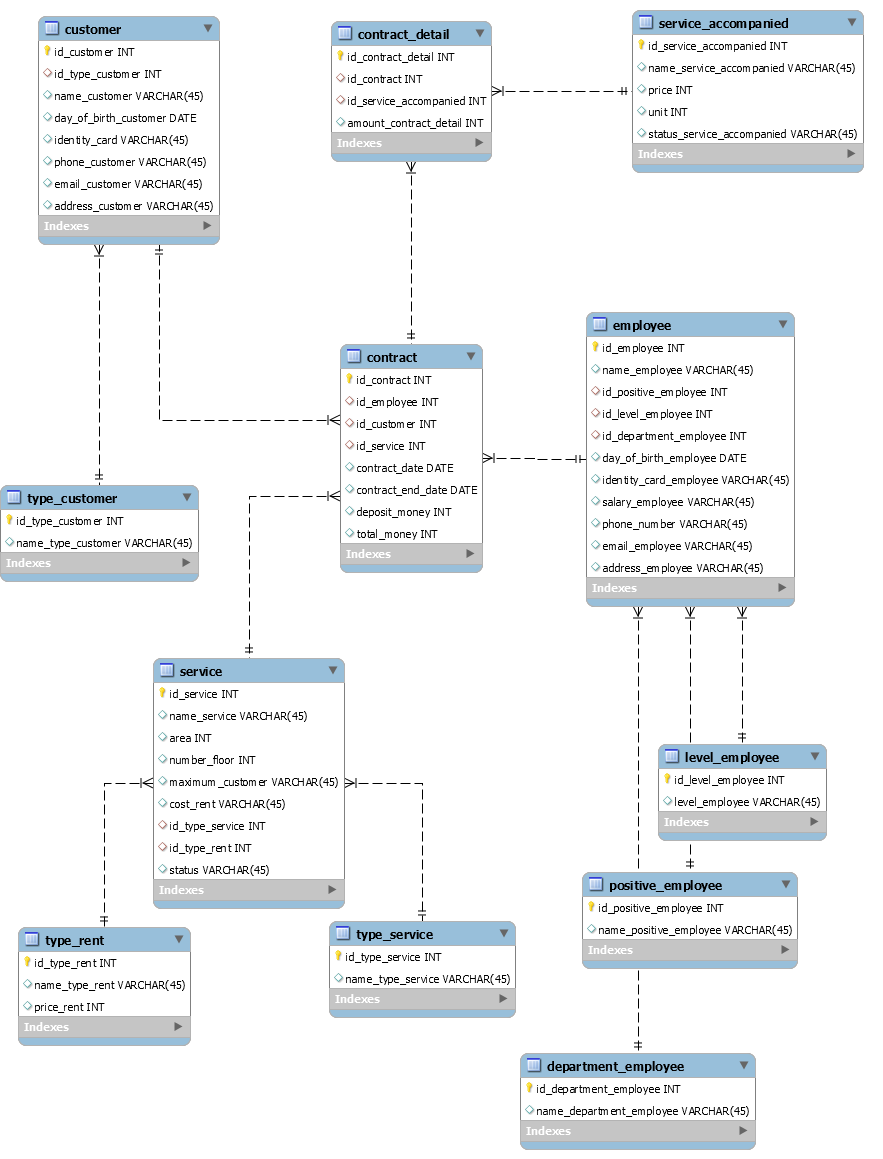 customer
id_customer INT
id_type_customer INT
name_customer VARCHAR(45)
day_of_birth_customer DATE
identity_card VARCHAR(45)
phone_customer VARCHAR(45)
email_customer VARCHAR(45)
address_customer VARCHAR(45)
Indexes
contract_detail
id_contract_detail INT
id_contract INT
id_service_accompanied INT
amount_contract_detail INT
Indexes
service_accompanied
id_service_accompanied INT
name_service_accompanied VARCHAR(45)
price INT
unit INT
status_service_accompanied VARCHAR(45)
Indexes
contract
id_contract INT
id_employee INT
id_customer INT
id_service INT
contract_date DATE
contract_end_date DATE
deposit_money INT
total_money INT
Indexes
employee
id_employee INT
name_employee VARCHAR(45)
id_positive_employee INT
id_level_employee INT
id_department_employee INT
day_of_birth_employee DATE
identity_card_employee VARCHAR(45)
salary_employee VARCHAR(45)
phone_number VARCHAR(45)
email_employee VARCHAR(45)
address_employee VARCHAR(45)
Indexes
type_customer
id_type_customer INT
name_type_customer VARCHAR(45)
Indexes
service
id_service INT
name_service VARCHAR(45)
area INT
number_floor INT
maximum_customer VARCHAR(45)
cost_rent VARCHAR(45)
id_type_service INT
id_type_rent INT
status VARCHAR(45)
Indexes
level_employee
id_level_employee INT
level_employee VARCHAR(45)
Indexes
positive_employee
id_positive_employee INT
name_positive_employee VARCHAR(45)
Indexes
type_rent
id_type_rent INT
name_type_rent VARCHAR(45)
price_rent INT
Indexes
type_service
id_type_service INT
name_type_service VARCHAR(45)
Indexes
department_employee
id_department_employee INT
name_department_employee VARCHAR(45)
Indexes